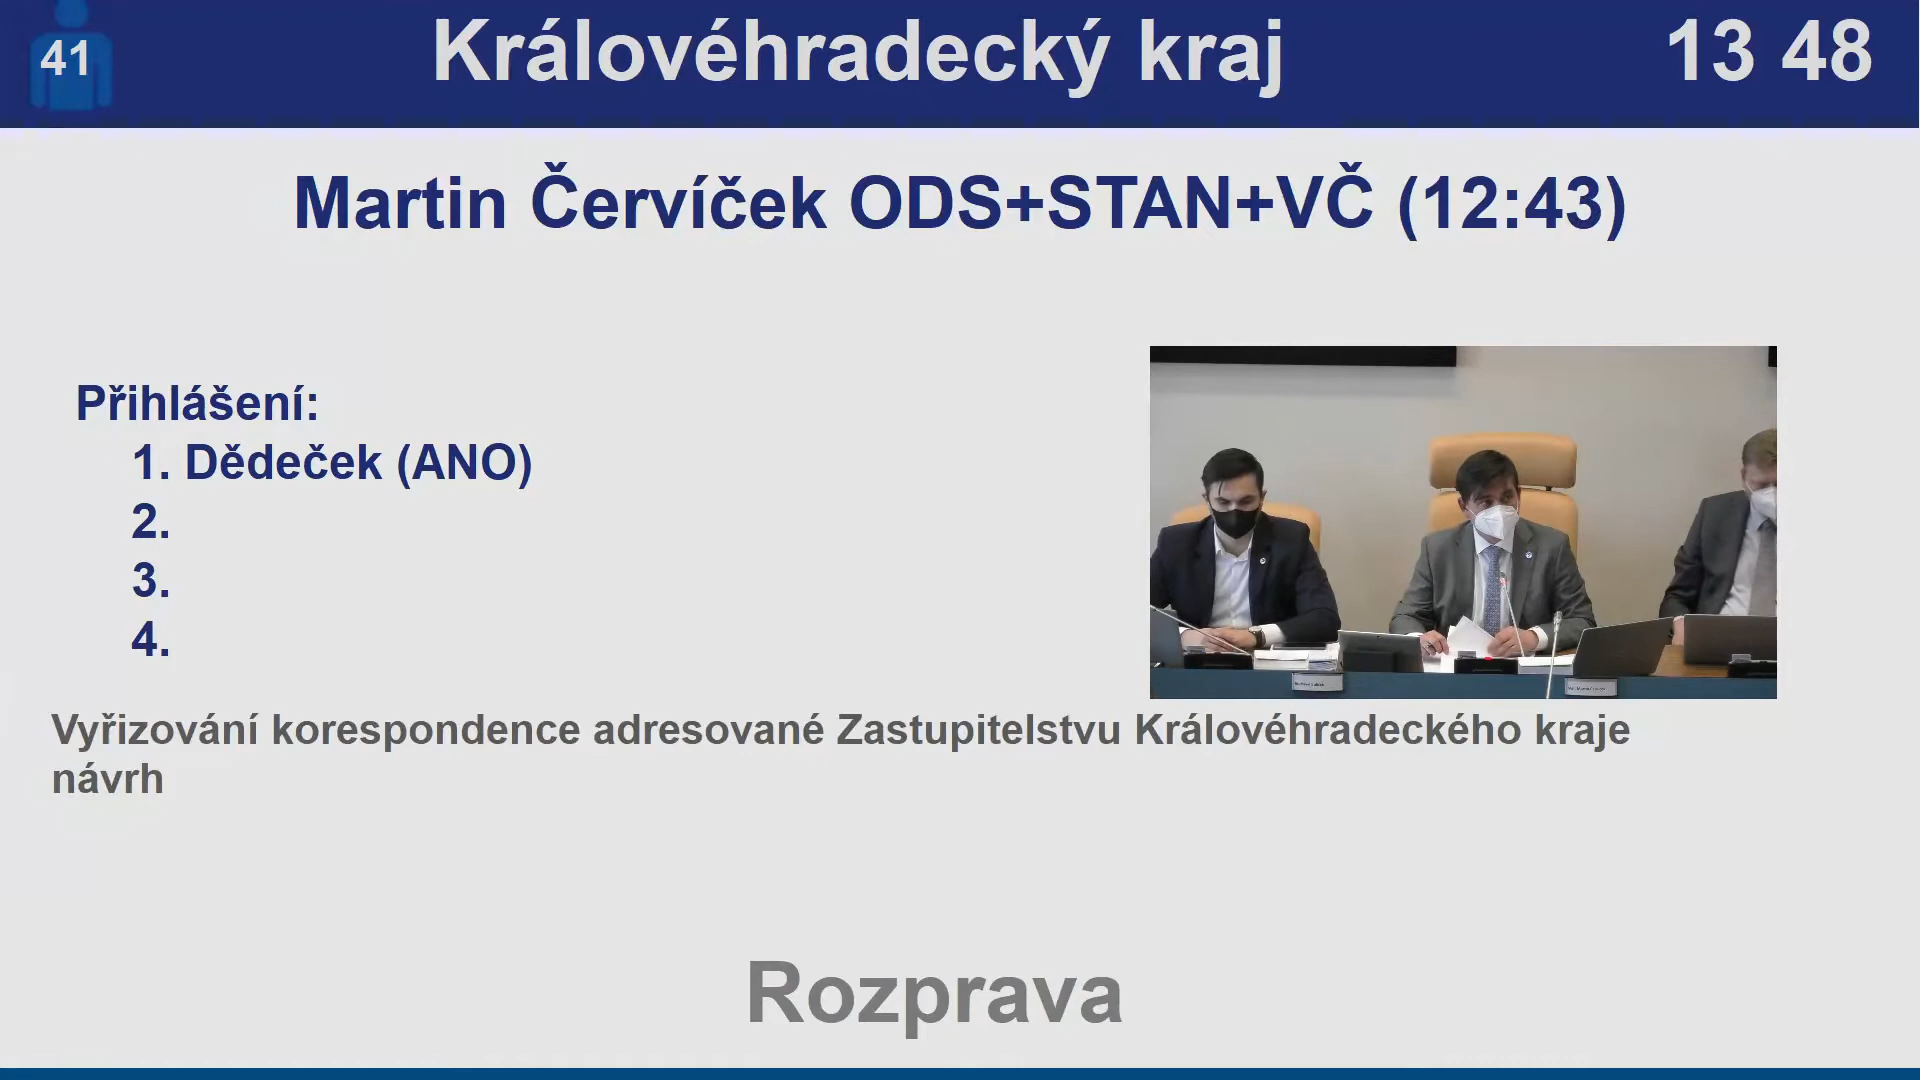 41
Královéhradecký kraj
13 48
Martin Červíček ODS+STAN+VČ (12:43)
Přihlášení:
1. Dědeček (ANO)
2.
3.
4.
Vyřizování korespondence adresované Zastupitelstvu Královéhradeckého kraje
návrh
Rozprava